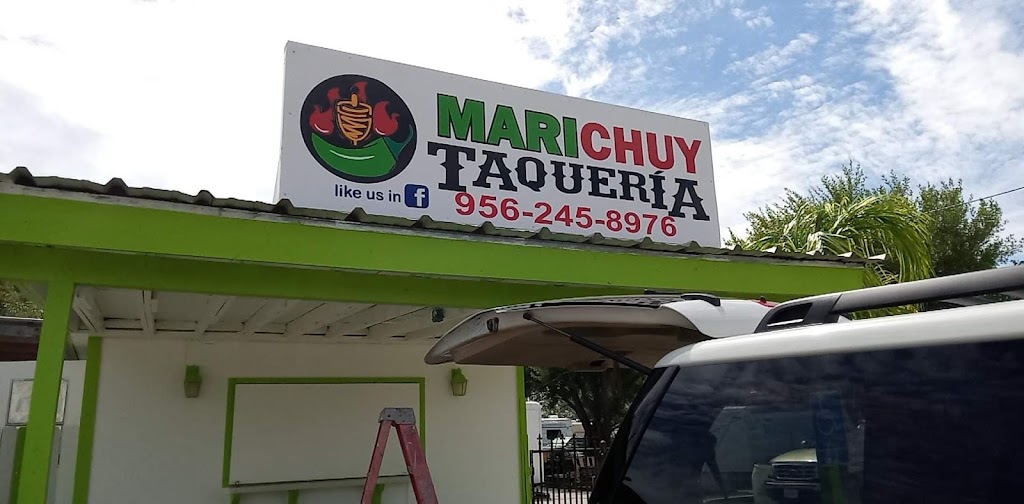 MARICHUY
TAQUERÍA
like us in f
956-245-8976